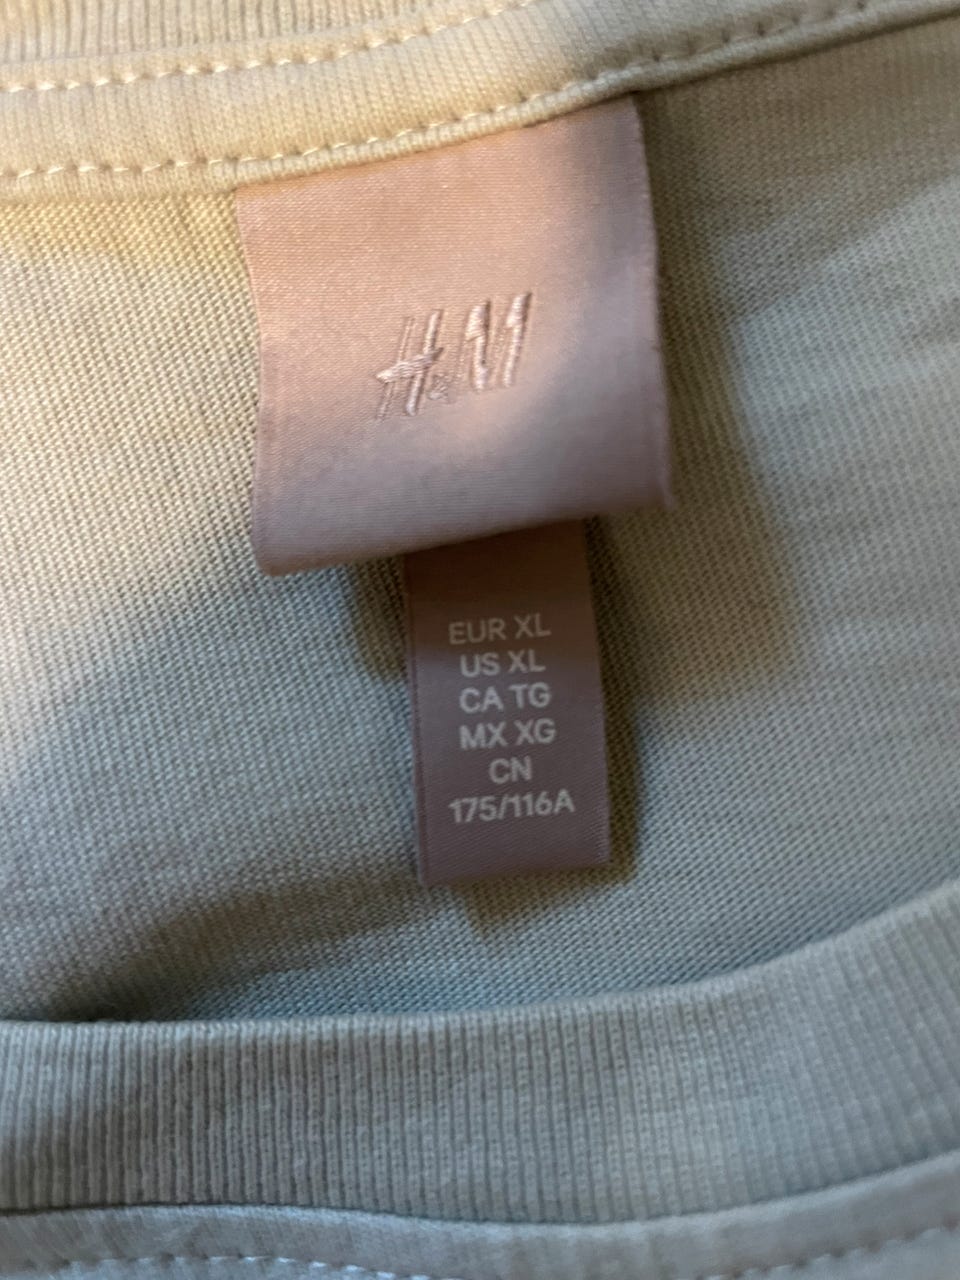 H&M
EUR XL
US XL
CA TG
MX XG
CN
175/116A